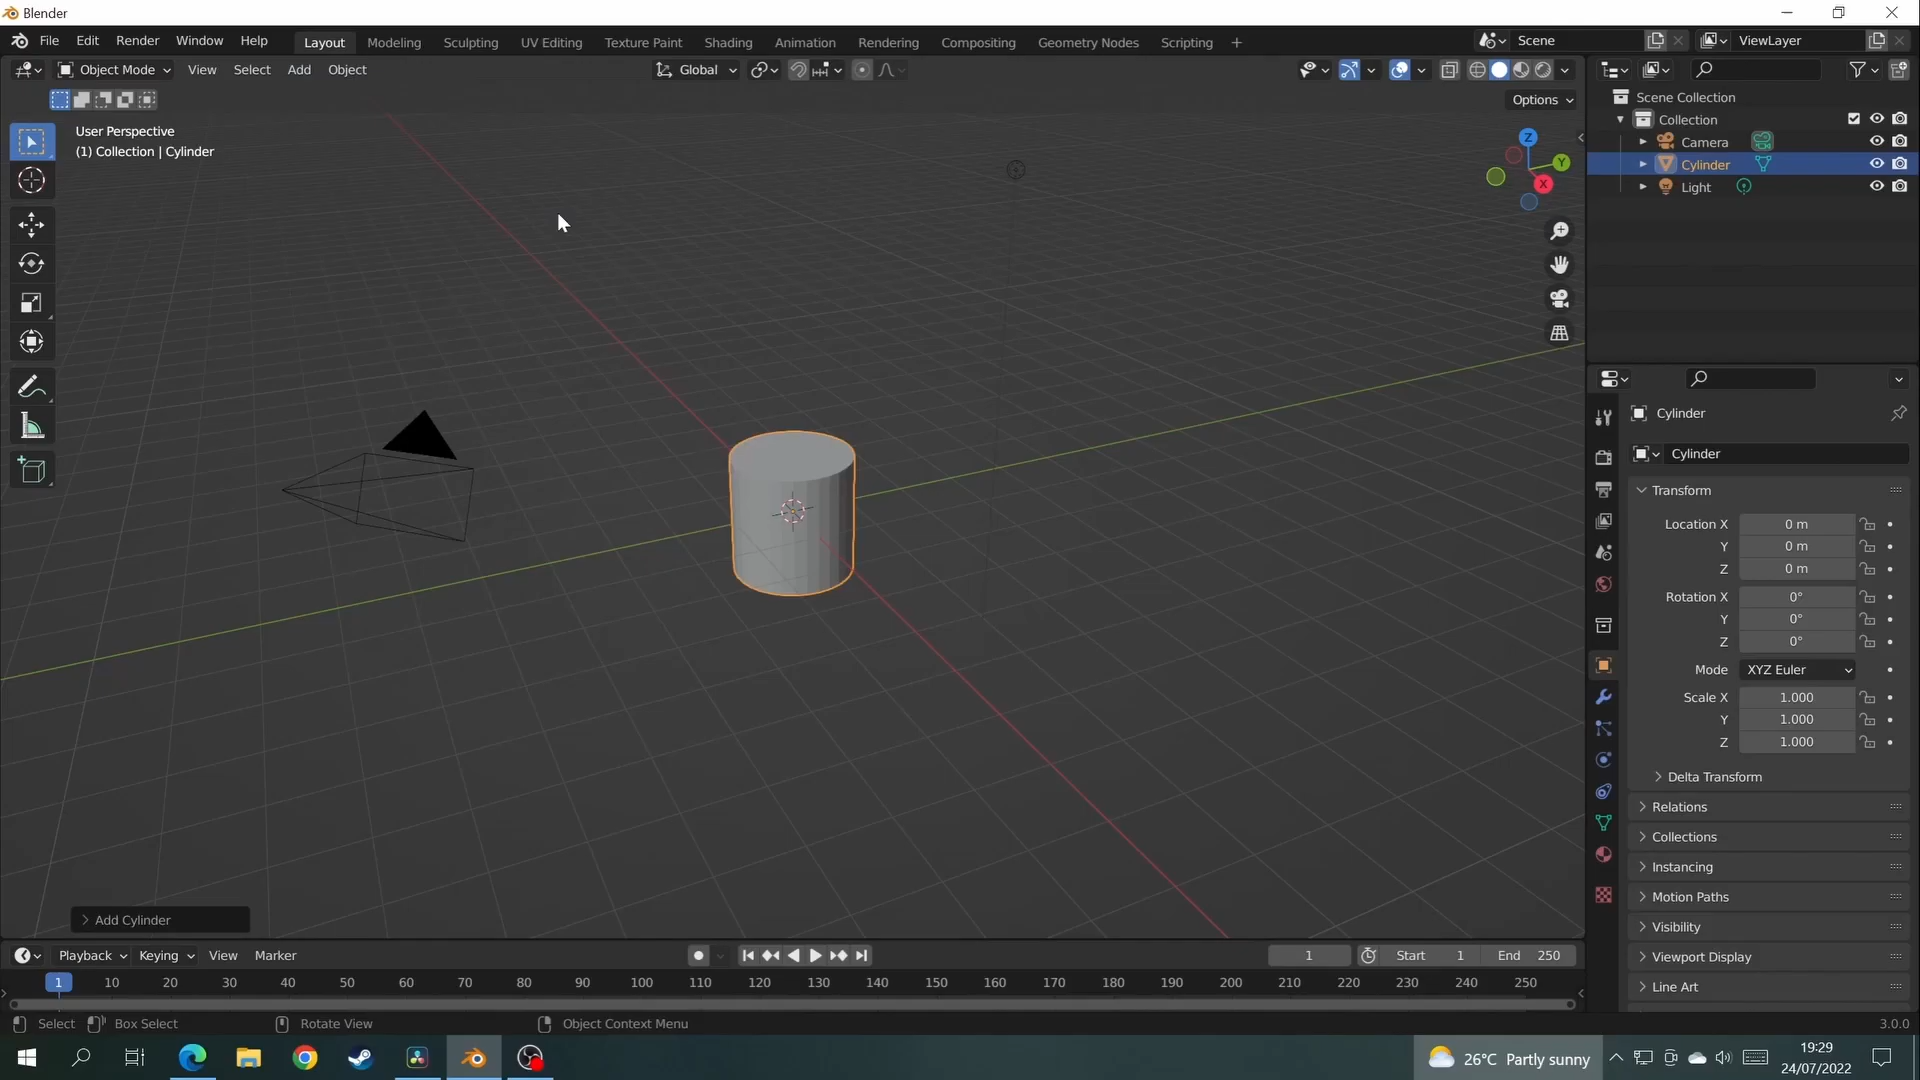 Blender
File Edit Render Window Help Layout Modeling Sculpting UV Editing Texture Paint Shading Animation Rendering Compositing Geometry Nodes Scripting + Scene ViewLayer
Object Mode View Select Add Object Global
Options
User Perspective
(1) Collection | Cylinder
Z
Y
X
Scene Collection
Collection
Camera
Cylinder
Light
Cylinder
Cylinder
Transform
Location X 0 m
Y 0 m
Z 0 m
Rotation X 0°
Y 0°
Z 0°
Mode XYZ Euler
Scale X 1.000
Y 1.000
Z 1.000
Delta Transform
Relations
Collections
Instancing
Motion Paths
Visibility
Viewport Display
Line Art
Add Cylinder
Playback Keying View Marker 1 Start 1 End 250
1 10 20 30 40 50 60 70 80 90 100 110 120 130 140 150 160 170 180 190 200 210 220 230 240 250
Select Box Select Rotate View Object Context Menu 3.0.0
26°C Partly sunny
19:29
24/07/2022